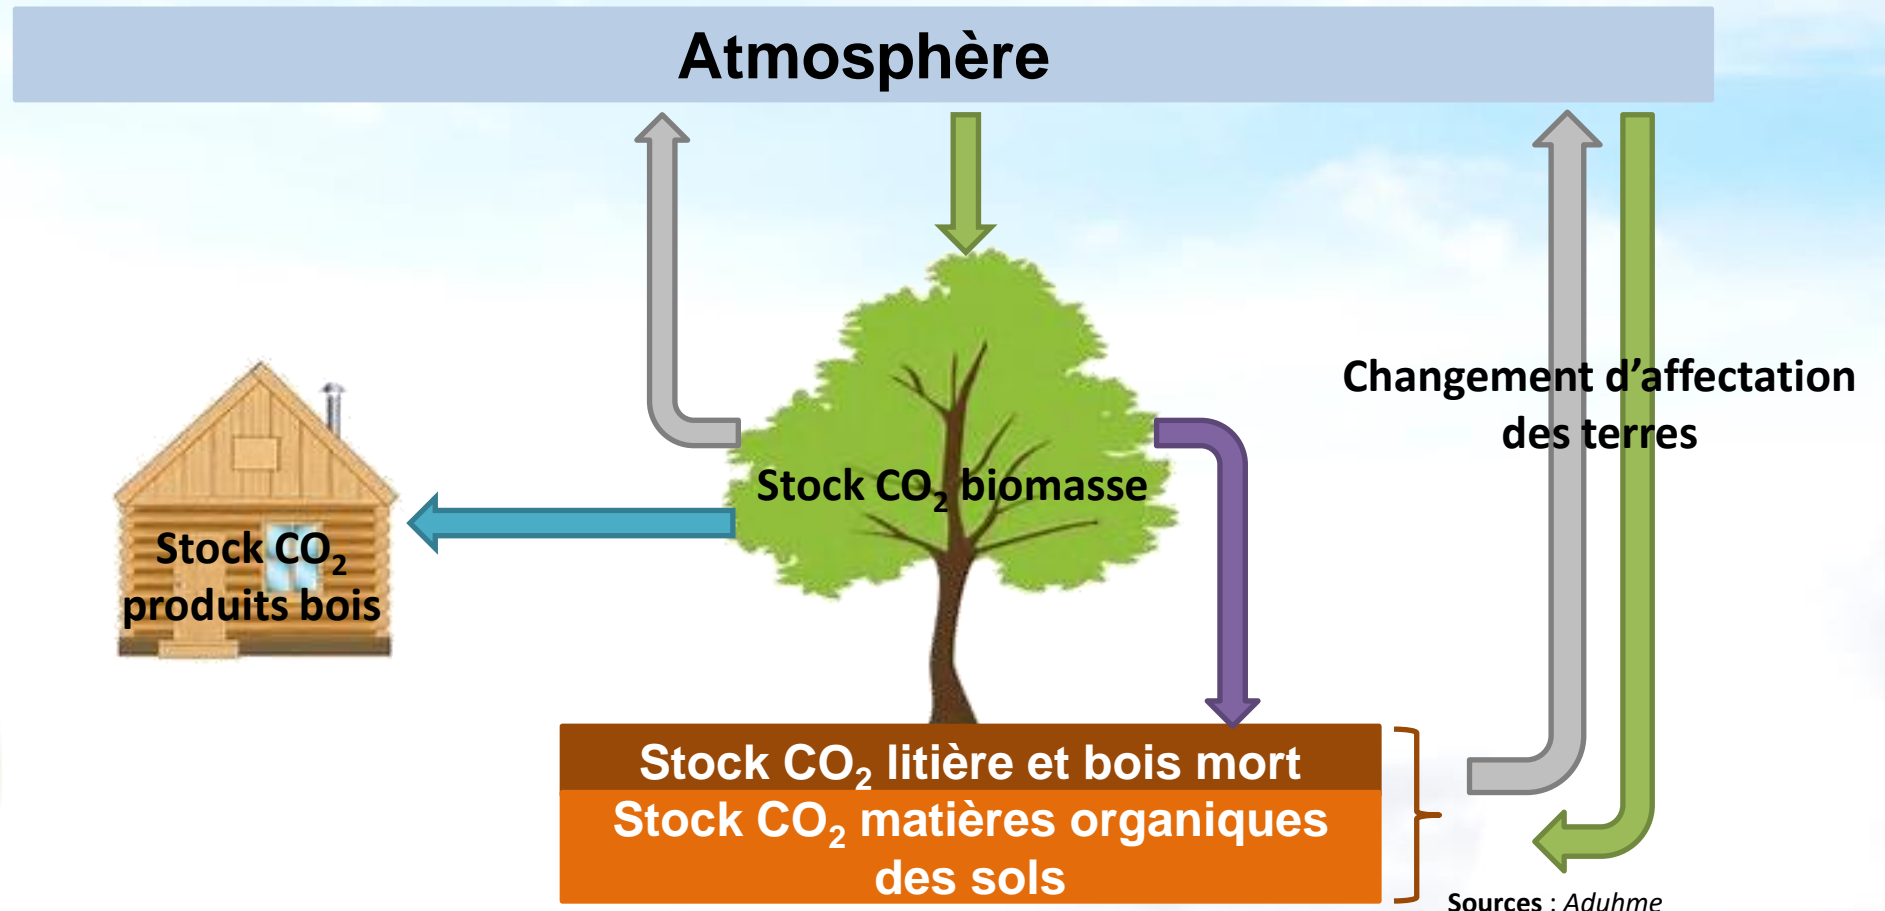 Atmosphère
Changement d’affectation
des terres
Stock CO₂ biomasse
Stock CO₂
produits bois
Stock CO₂ litière et bois mort
Stock CO₂ matières organiques
des sols
Sources : Aduhme